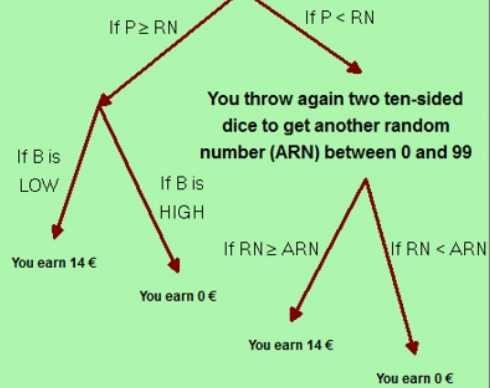 If P ≥ RN
If P < RN
You throw again two ten-sided
dice to get another random
number (ARN) between 0 and 99
If B is
LOW
If B is
HIGH
You earn 14 €
You earn 0 €
If RN ≥ ARN
If RN < ARN
You earn 14 €
You earn 0 €